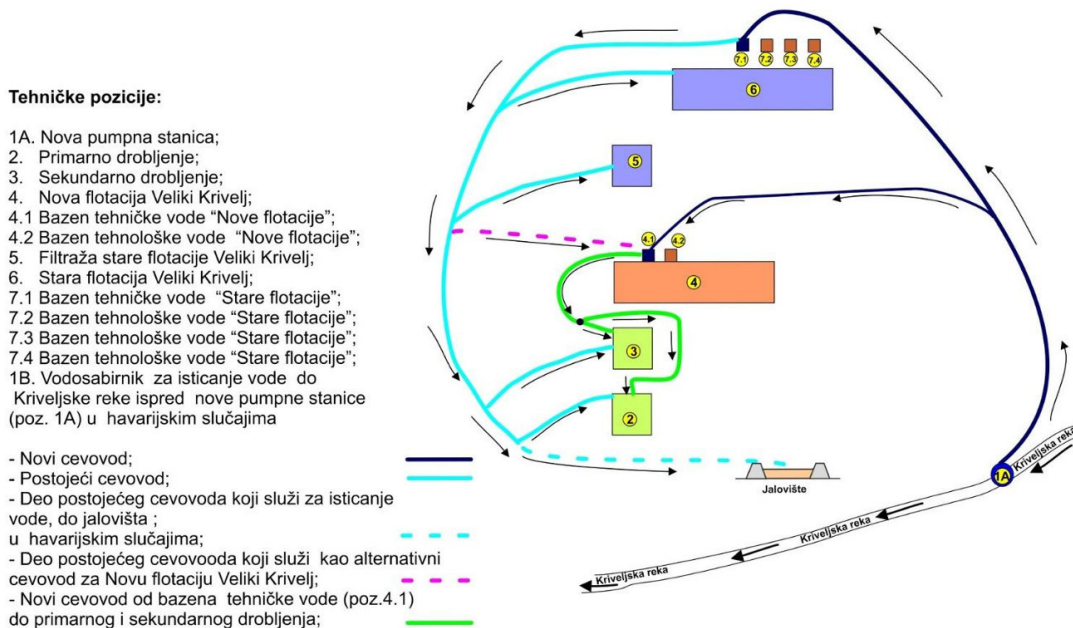 Tehničke pozicije:
1A. Nova pumpna stanica;
2. Primarno drobljenje;
3. Sekundarno drobljenje;
4. Nova flotacija Veliki Krivelj;
4.1 Bazen tehničke vode “Nove flotacije”;
4.2 Bazen tehnološke vode “Nove flotacije”;
5. Filtraža stare flotacije Veliki Krivelj;
6. Stara flotacija Veliki Krivelj;
7.1 Bazen tehničke vode “Stare flotacije”;
7.2 Bazen tehnološke vode “Stare flotacije”;
7.3 Bazen tehnološke vode “Stare flotacije”;
7.4 Bazen tehnološke vode “Stare flotacije”;
1B. Vodosabirnik za isticanje vode do
Kriveljske reke ispred nove pumpne stanice
(poz. 1A) u havarijskim slučajima
- Novi cevovod;
- Postojeći cevovod;
- Deo postojećeg cevovoda koji služi za isticanje
vode, do jalovišta ;
u havarijskim slučajima;
- Deo postojećeg cevovooda koji služi kao alternativni
cevovod za Novu flotaciju Veliki Krivelj;
- Novi cevovod od bazena tehničke vode (poz.4.1)
do primarnog i sekundarnog drobljenja;
7.1
7.2
7.3
7.4
6
5
4.1
4.2
4
3
2
Jalovište
1A
Kriveljska reka
Kriveljska reka
Kriveljska reka